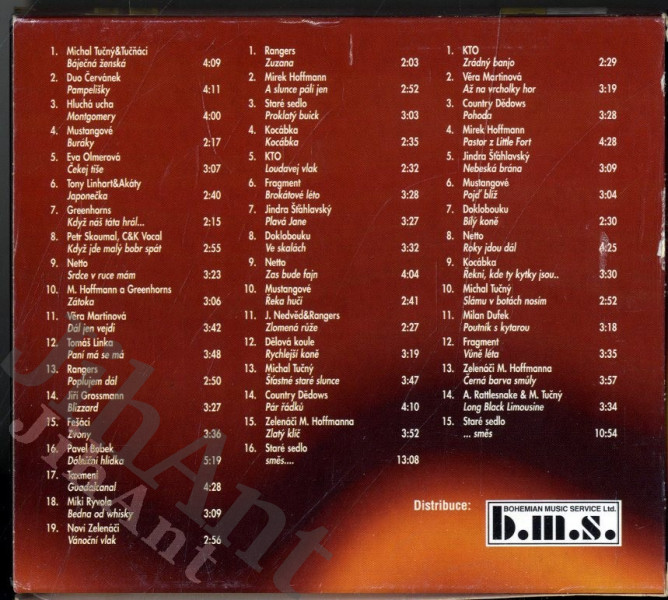 1. Michal Tučný&Tučňáci
Báječná ženská 4:09
2. Duo Červánek
Pampelišky 4:11
3. Hluchá ucha
Montgomery 4:00
4. Mustangové
Buráky 2:17
5. Eva Olmerová
Čekej tiše 3:07
6. Tony Linhart&Akáty
Japonečka 2:40
7. Greenhorns
Když náš táta hrál... 2:15
8. Petr Skoumal, C&K Vocal
Když jde malý bobr spát 2:55
9. Netto
Srdce v ruce mám 3:23
10. M. Hoffmann a Greenhorns
Zátoka 3:06
11. Věra Martinová
Dál jen vejdi 3:42
12. Tomáš Linka
Paní má se má 3:48
13. Rangers
Poplujem dál 2:50
14. Jiří Grossmann
Blizzard 3:27
15. Fešáci
Zvony 3:36
16. Pavel Bobek
Dálniční hlídka 5:19
17. Taxmeni
Guadalcanal 4:28
18. Miki Ryvola
Bedna od whisky 3:09
19. Noví Zelenáči
Vánoční vlak 2:56
1. Rangers
Zuzana 2:03
2. Mirek Hoffmann
A slunce pálí jen 2:52
3. Staré sedlo
Proklatý buick 3:03
4. Kocábka
Kocábka 2:35
5. KTO
Loudavej vlak 2:32
6. Fragment
Brokátové léto 3:28
7. Jindra Šťáhlavský
Plavá Jane 3:27
8. Doklobouku
Ve skalách 3:32
9. Netto
Zas bude fajn 4:04
10. Mustangové
Řeka hučí 2:41
11. J. Nedvěd&Rangers
Zlomená růže 2:27
12. Dělová koule
Rychlejší koně 3:19
13. Michal Tučný
Šťastné staré slunce 3:47
14. Country Dědows
Pár řádků 4:10
15. Zelenáči M. Hoffmanna
Zlatý klíč 3:52
16. Staré sedlo
směs.... 13:08
1. KTO
Zrádný banjo 2:29
2. Věra Martinová
Až na vrcholky hor 3:19
3. Country Dědows
Pohoda 3:28
4. Mirek Hoffmann
Pastor z Little Fort 4:28
5. Jindra Šťáhlavský
Nebeská brána 3:09
6. Mustangové
Pojď blíž 3:04
7. Doklobouku
Bílý koně 2:30
8. Netto
Roky jdou dál 4:25
9. Kocábka
Řekni, kde ty kytky jsou.. 3:30
10. Michal Tučný
Slámu v botách nosím 2:52
11. Milan Dufek
Poutník s kytarou 3:18
12. Fragment
Vůně léta 3:35
13. Zelenáči M. Hoffmanna
Černá barva smůly 3:57
14. A. Rattlesnake & M. Tučný
Long Black Limousine 3:34
15. Staré sedlo
... směs 10:54
Distribuce:
BOHEMIAN MUSIC SERVICE Ltd.
b.m.s.
JihAnt
JihAnt